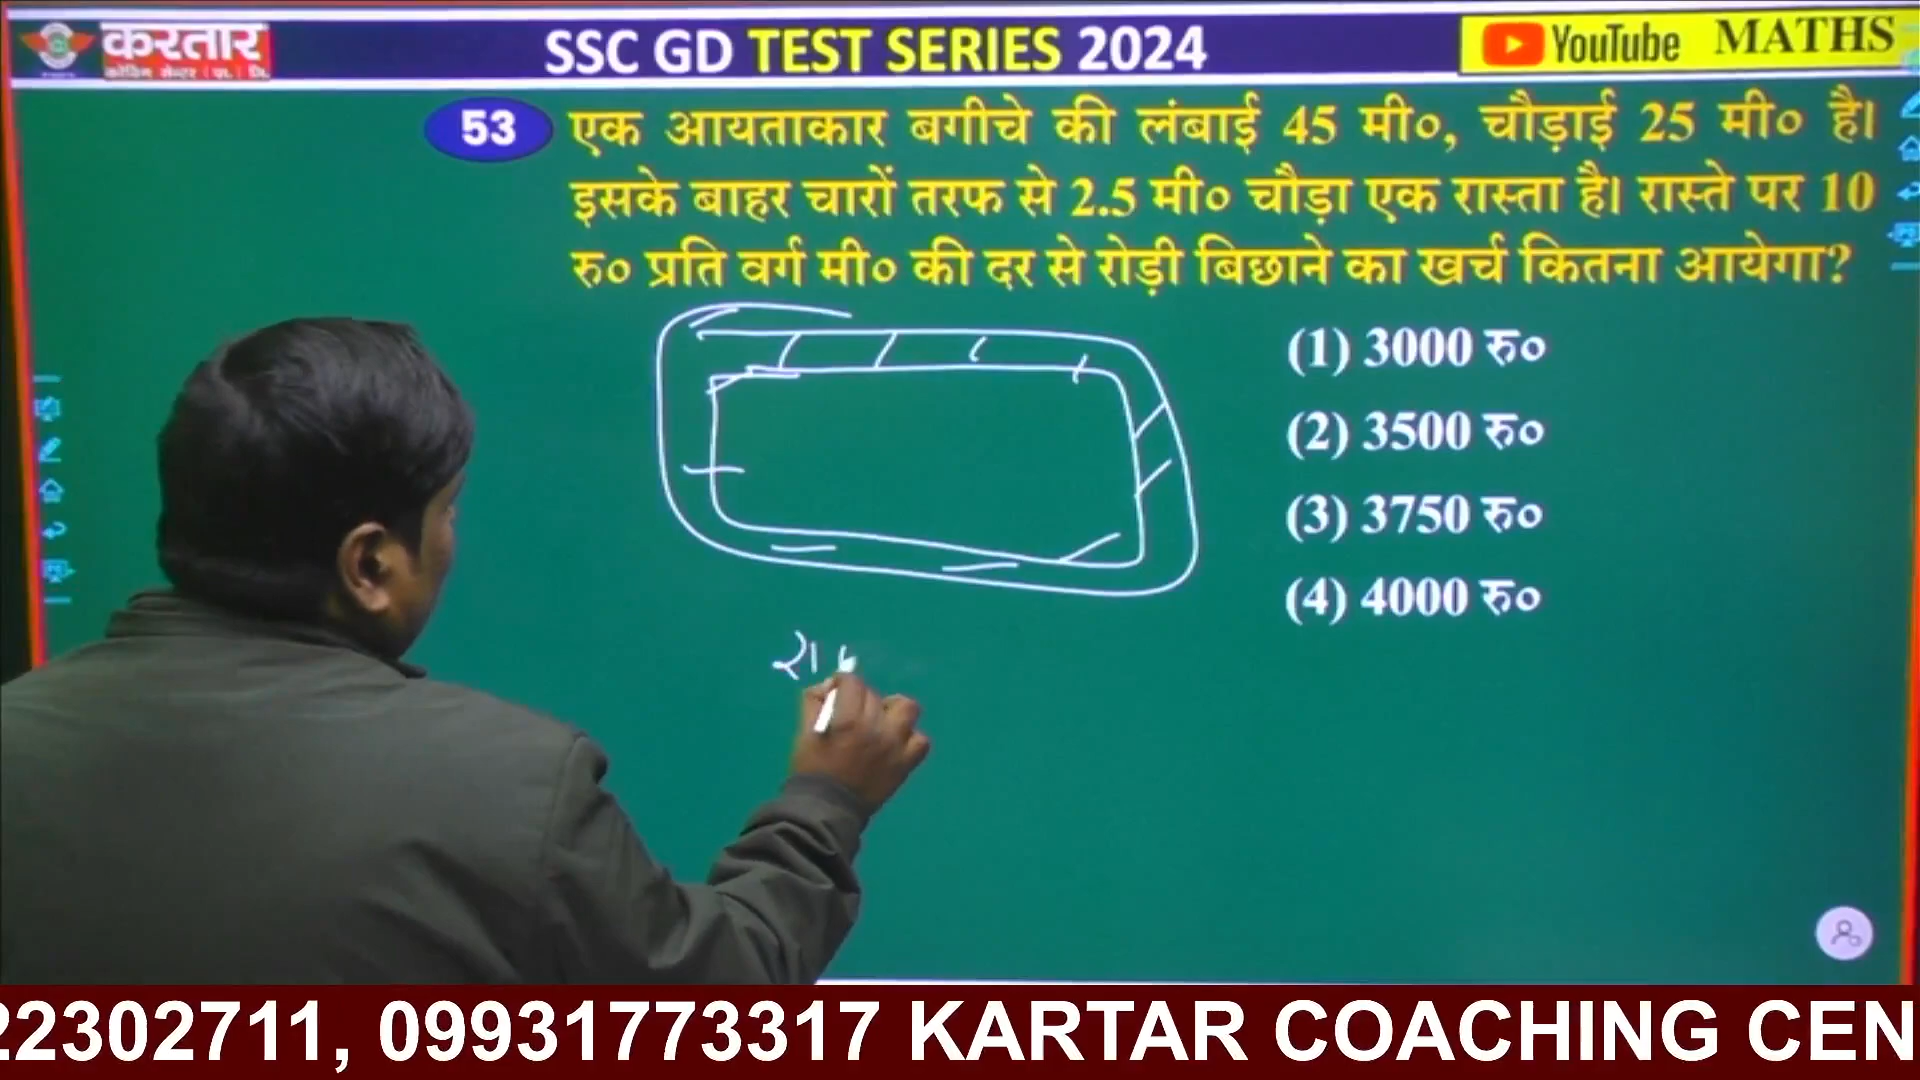 करतार
कोचिंग सेन्टर (प्रा.) लि.
SSC GD TEST SERIES 2024
YouTube MATHS
53 एक आयताकार बगीचे की लंबाई 45 मी०, चौड़ाई 25 मी० है।
इसके बाहर चारों तरफ से 2.5 मी० चौड़ा एक रास्ता है। रास्ते पर 10
रु० प्रति वर्ग मी० की दर से रोड़ी बिछाने का खर्च कितना आयेगा?
(1) 3000 रु०
(2) 3500 रु०
(3) 3750 रु०
(4) 4000 रु०
22302711, 09931773317 KARTAR COACHING CEN